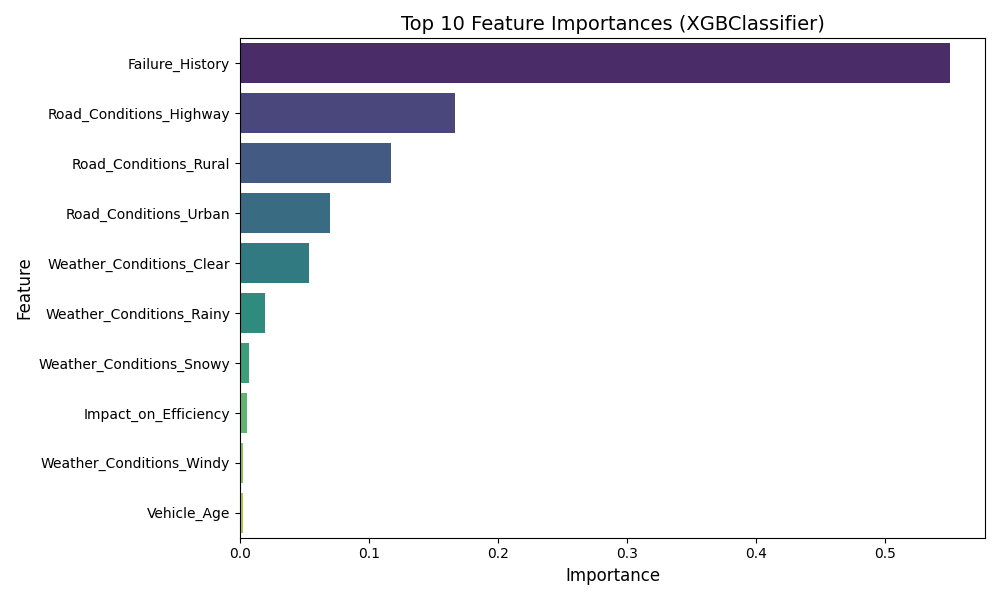 Top 10 Feature Importances (XGBClassifier)
Feature
Failure_History
Road_Conditions_Highway
Road_Conditions_Rural
Road_Conditions_Urban
Weather_Conditions_Clear
Weather_Conditions_Rainy
Weather_Conditions_Snowy
Impact_on_Efficiency
Weather_Conditions_Windy
Vehicle_Age
0.0 0.1 0.2 0.3 0.4 0.5
Importance